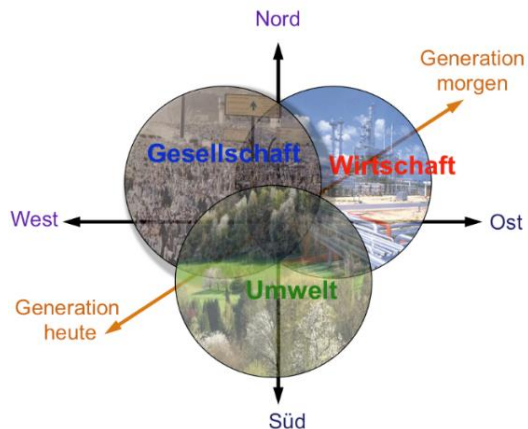 Nord
Generation
morgen
Gesellschaft
Wirtschaft
West
Ost
Umwelt
Generation
heute
Süd